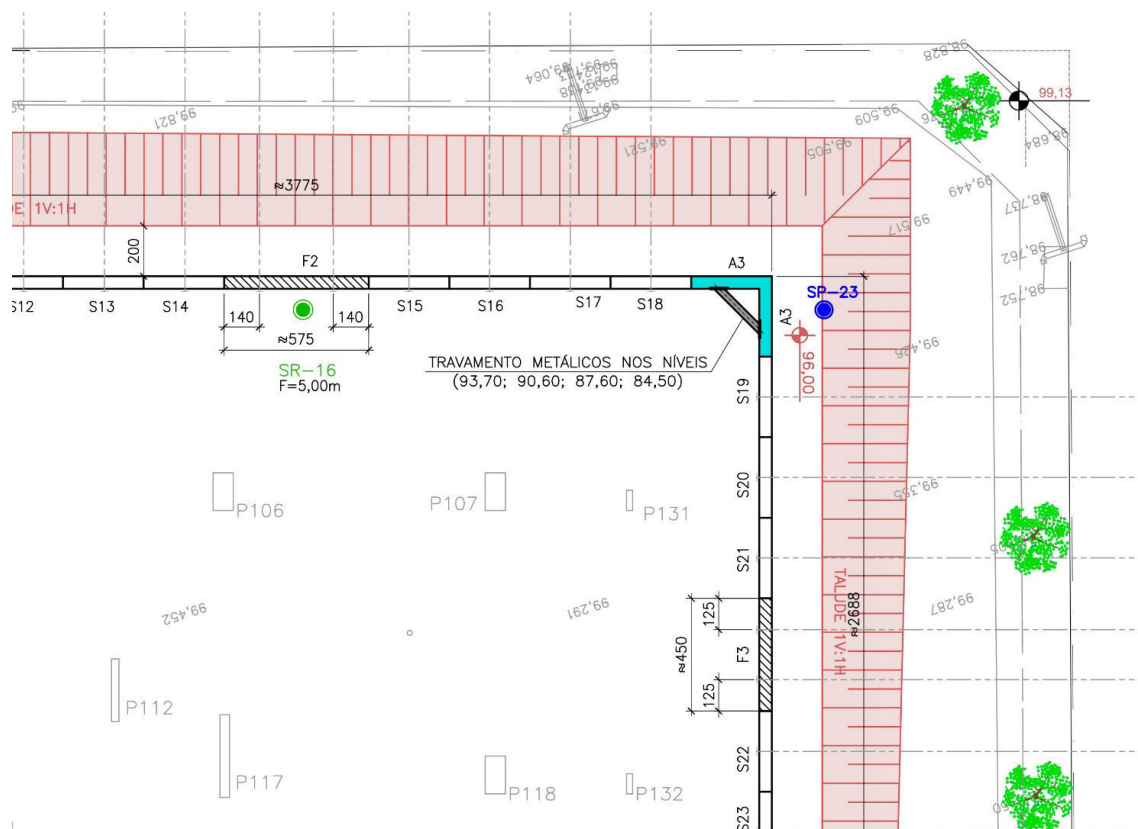 98,828
99,064
99,13
98,684
99,821
99,509
99,521
99,505
99,449
98,737
≈3775
DE 1V:1H
99,517
98,762
200
F2
A3
98,752
SP-23
S12
S13
S14
S15
S16
S17
S18
A3
140
140
≈575
99,426
SR-16
F=5,00m
TRAVAMENTO METÁLICOS NOS NÍVEIS
(93,70; 90,60; 87,60; 84,50)
96,00
S19
P106
P107
P131
S20
99,355
S21
TALUDE 1V:1H
≈2688
99,452
99,291
99,287
125
≈450
F3
125
P112
P117
P118
P132
S22
S23